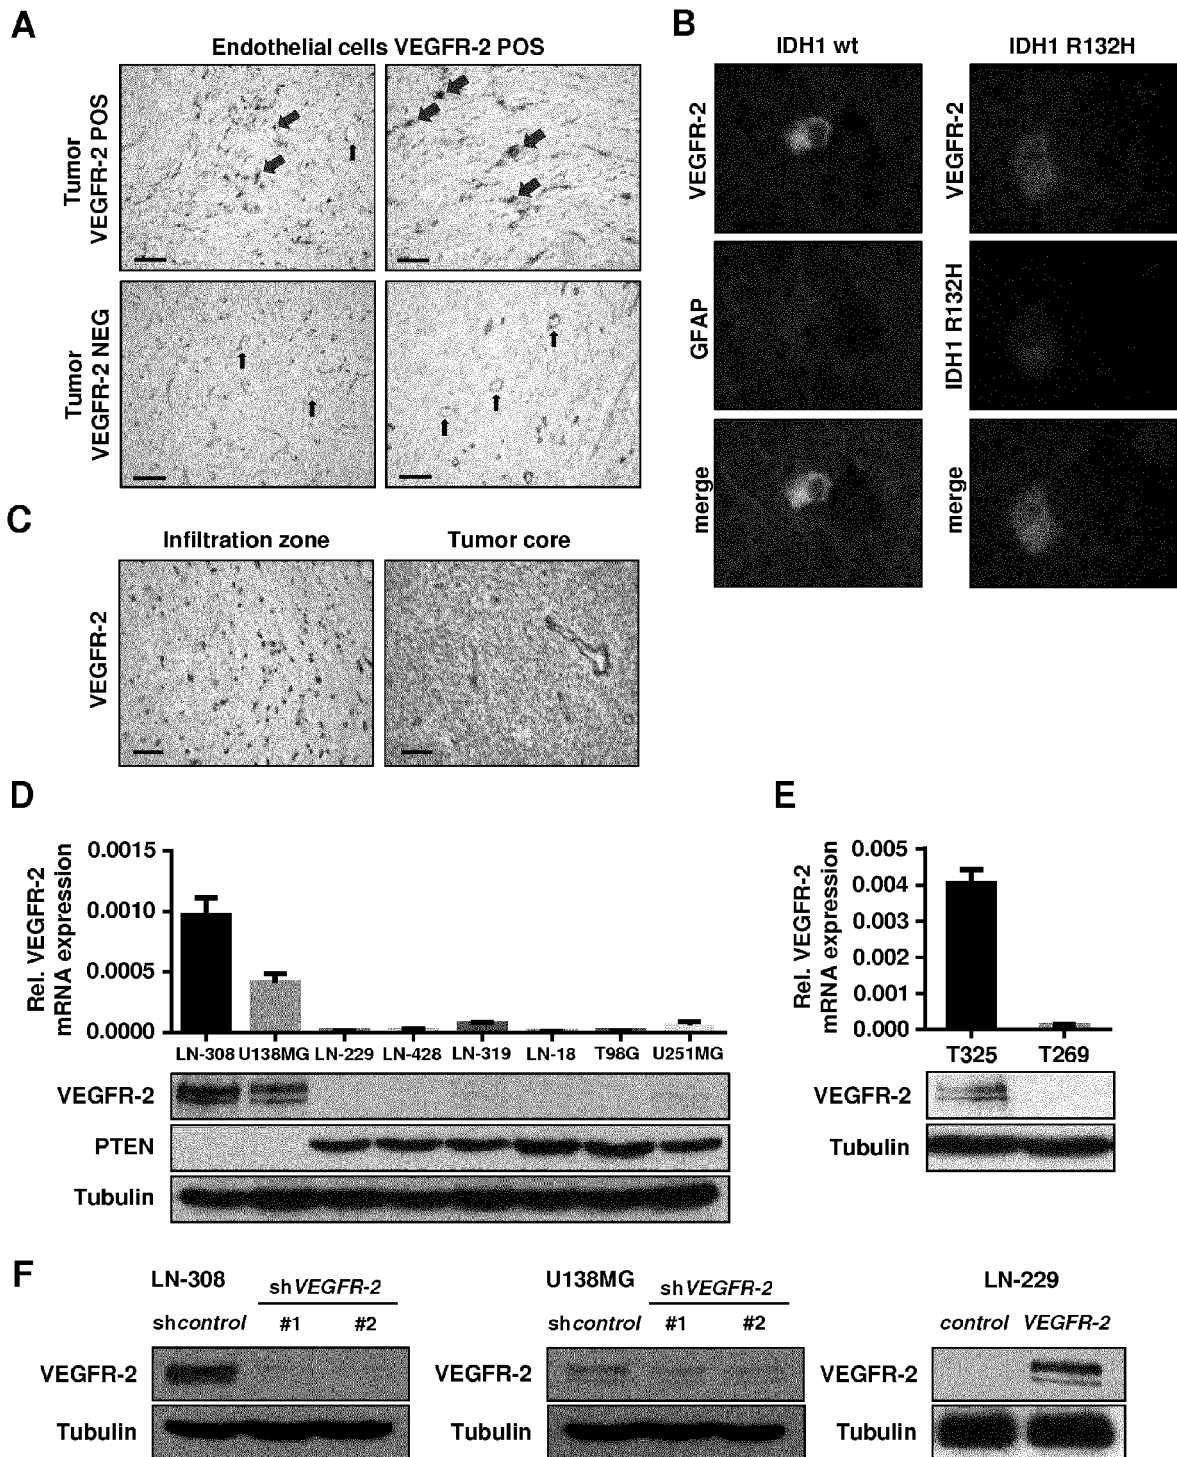 A
Endothelial cells VEGFR-2 POS
Tumor
VEGFR-2 POS
Tumor
VEGFR-2 NEG
B
IDH1 wt
IDH1 R132H
VEGFR-2
VEGFR-2
GFAP
IDH1 R132H
merge
merge
C
Infiltration zone
Tumor core
VEGFR-2
D
Rel. VEGFR-2
mRNA expression
0.0015
0.0010
0.0005
0.0000
LN-308 U138MG LN-229 LN-428 LN-319 LN-18 T98G U251MG
VEGFR-2
PTEN
Tubulin
E
Rel. VEGFR-2
mRNA expression
0.005
0.004
0.003
0.002
0.001
0.000
T325 T269
VEGFR-2
Tubulin
F
LN-308
shVEGFR-2
shcontrol #1 #2
VEGFR-2
Tubulin
U138MG
shVEGFR-2
shcontrol #1 #2
VEGFR-2
Tubulin
LN-229
control VEGFR-2
VEGFR-2
Tubulin